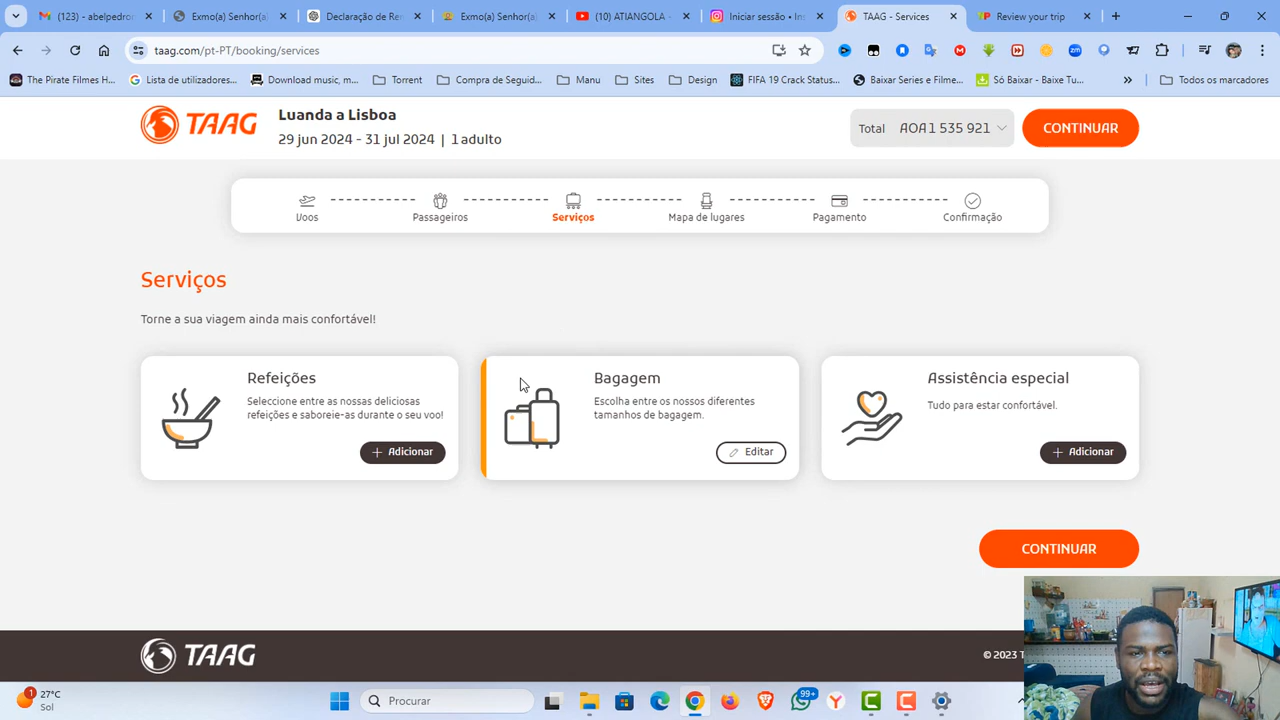 (123) - abelpedro
Exmo(a) Senhor(a)
Declaração de Re
Exmo(a) Senhor(a)
(10) ATIANGOLA -
Iniciar sessão • Ins
TAAG - Services
Review your trip
taag.com/pt-PT/booking/services
The Pirate Filmes H...
Lista de utilizadores...
Download music, m...
Torrent
Compra de Seguid...
Manu
Sites
Design
FIFA 19 Crack Status...
Baixar Series e Filme...
Só Baixar - Baixe Tu...
Todos os marcadores
TAAG
Luanda a Lisboa
29 jun 2024 - 31 jul 2024 | 1 adulto
Total AOA 1 535 921
CONTINUAR
Voos
Passageiros
Serviços
Mapa de lugares
Pagamento
Confirmação
Serviços
Torne a sua viagem ainda mais confortável!
Refeições
Seleccione entre as nossas deliciosas
refeições e saboreie-as durante o seu voo!
+ Adicionar
Bagagem
Escolha entre os nossos diferentes
tamanhos de bagagem.
Editar
Assistência especial
Tudo para estar confortável.
+ Adicionar
CONTINUAR
TAAG
© 2023 T
1
27°C
Sol
Procurar
99+